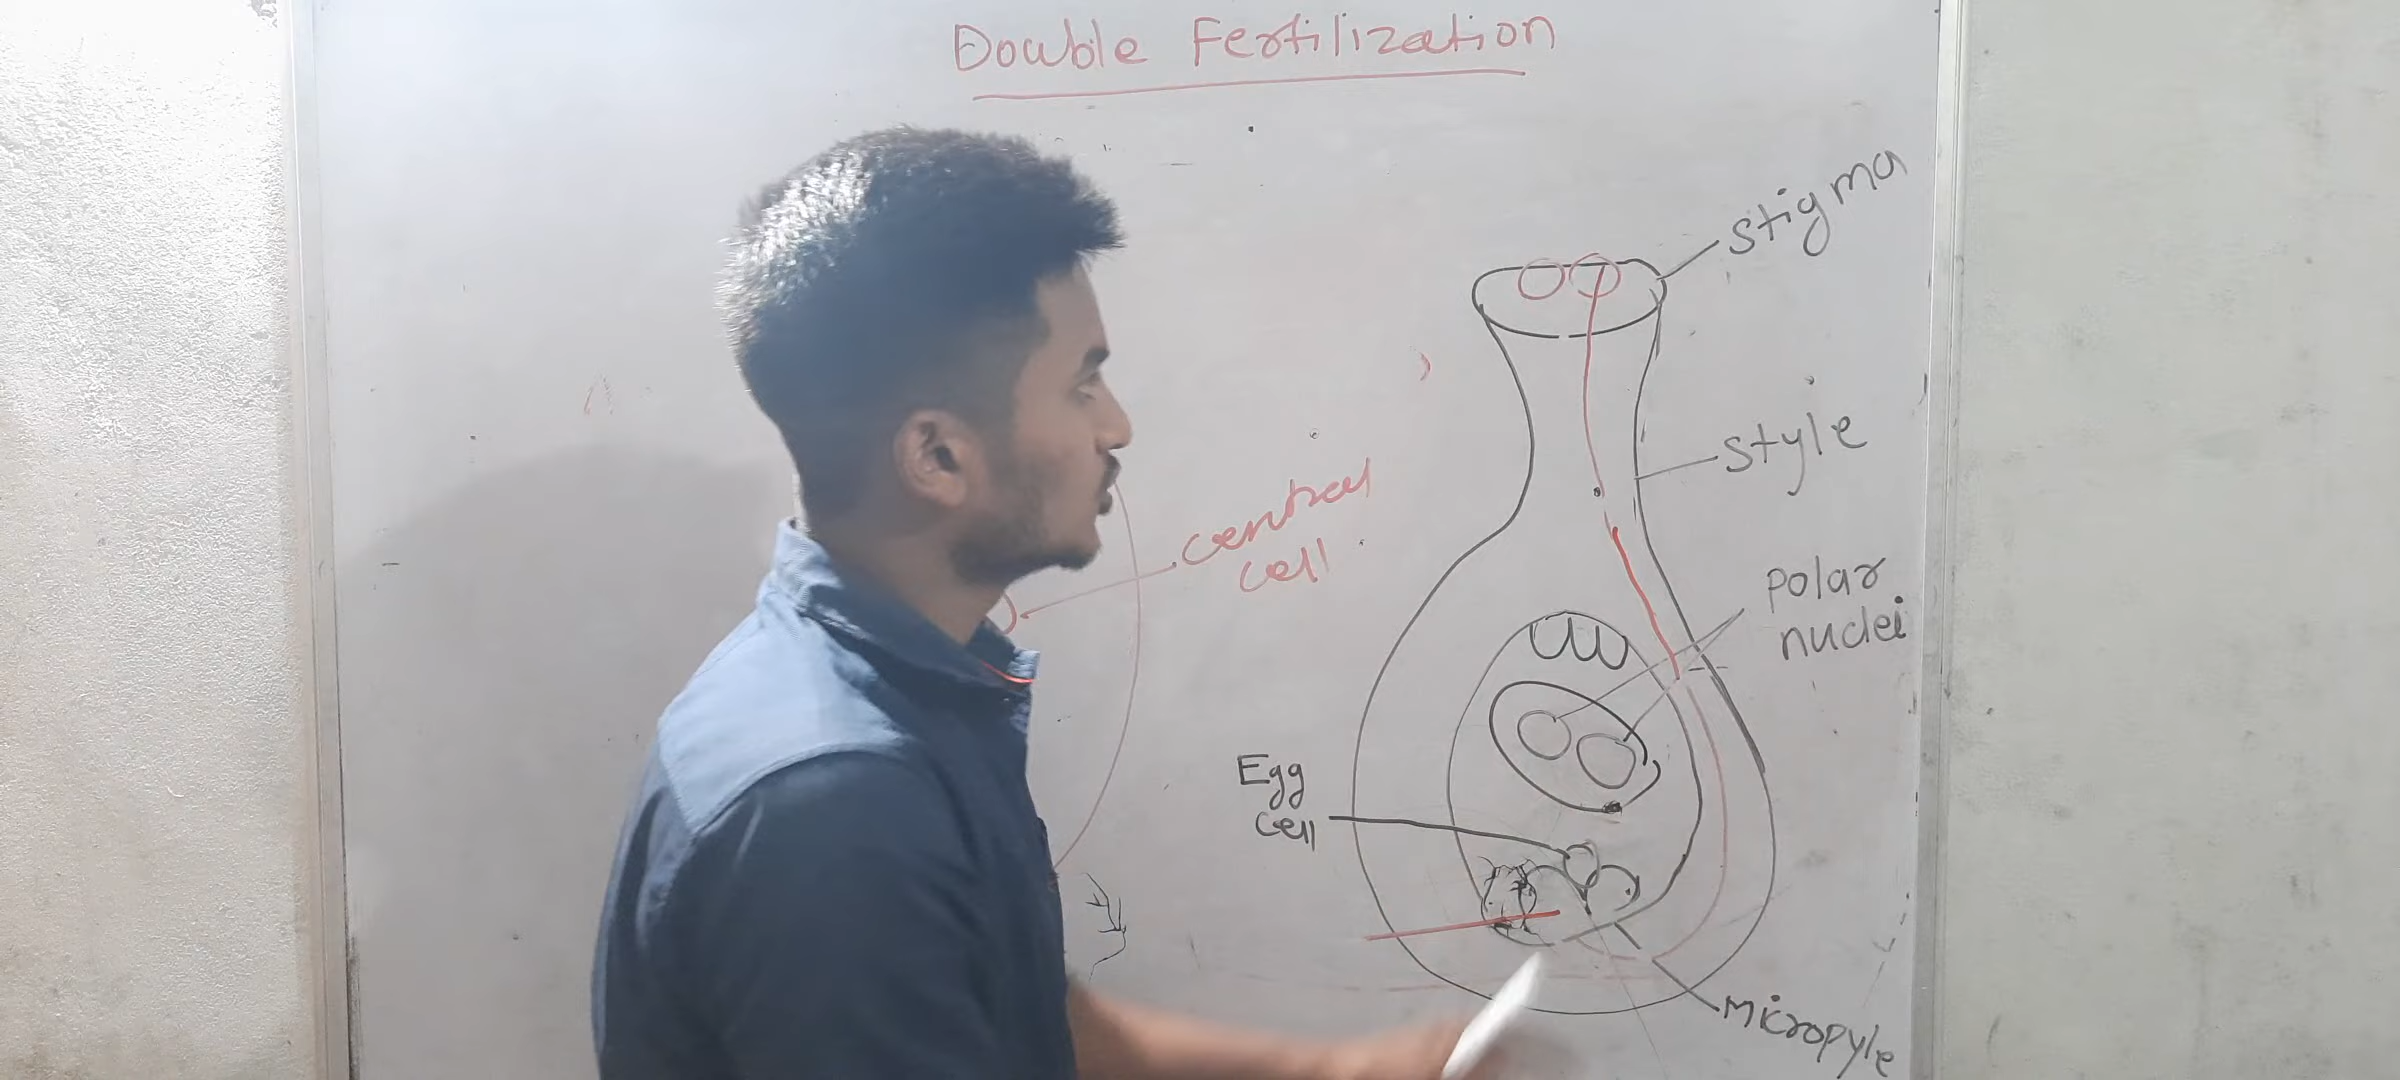 Double Fertilization
Stigma
Style
central
cell
Polar
nuclei
Egg
cell
Micropyle